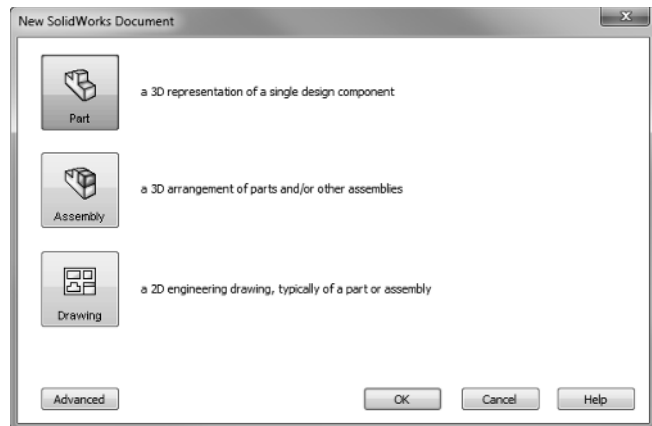 New SolidWorks Document
a 3D representation of a single design component
Part
a 3D arrangement of parts and/or other assemblies
Assembly
a 2D engineering drawing, typically of a part or assembly
Drawing
Advanced OK Cancel Help